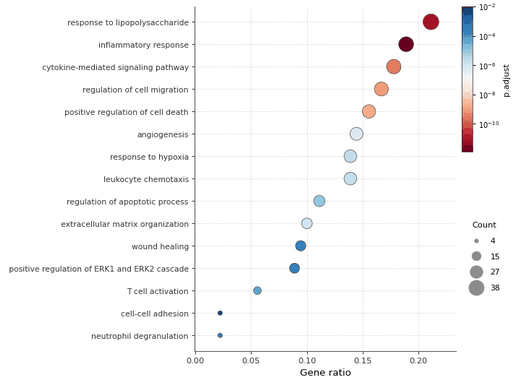 response to lipopolysaccharide
inflammatory response
cytokine-mediated signaling pathway
regulation of cell migration
positive regulation of cell death
angiogenesis
response to hypoxia
leukocyte chemotaxis
regulation of apoptotic process
extracellular matrix organization
wound healing
positive regulation of ERK1 and ERK2 cascade
T cell activation
cell-cell adhesion
neutrophil degranulation
0.00 0.05 0.10 0.15 0.20
Gene ratio
10⁻²
10⁻⁴
10⁻⁶
10⁻⁸
10⁻¹⁰
p.adjust
Count
4
15
27
38